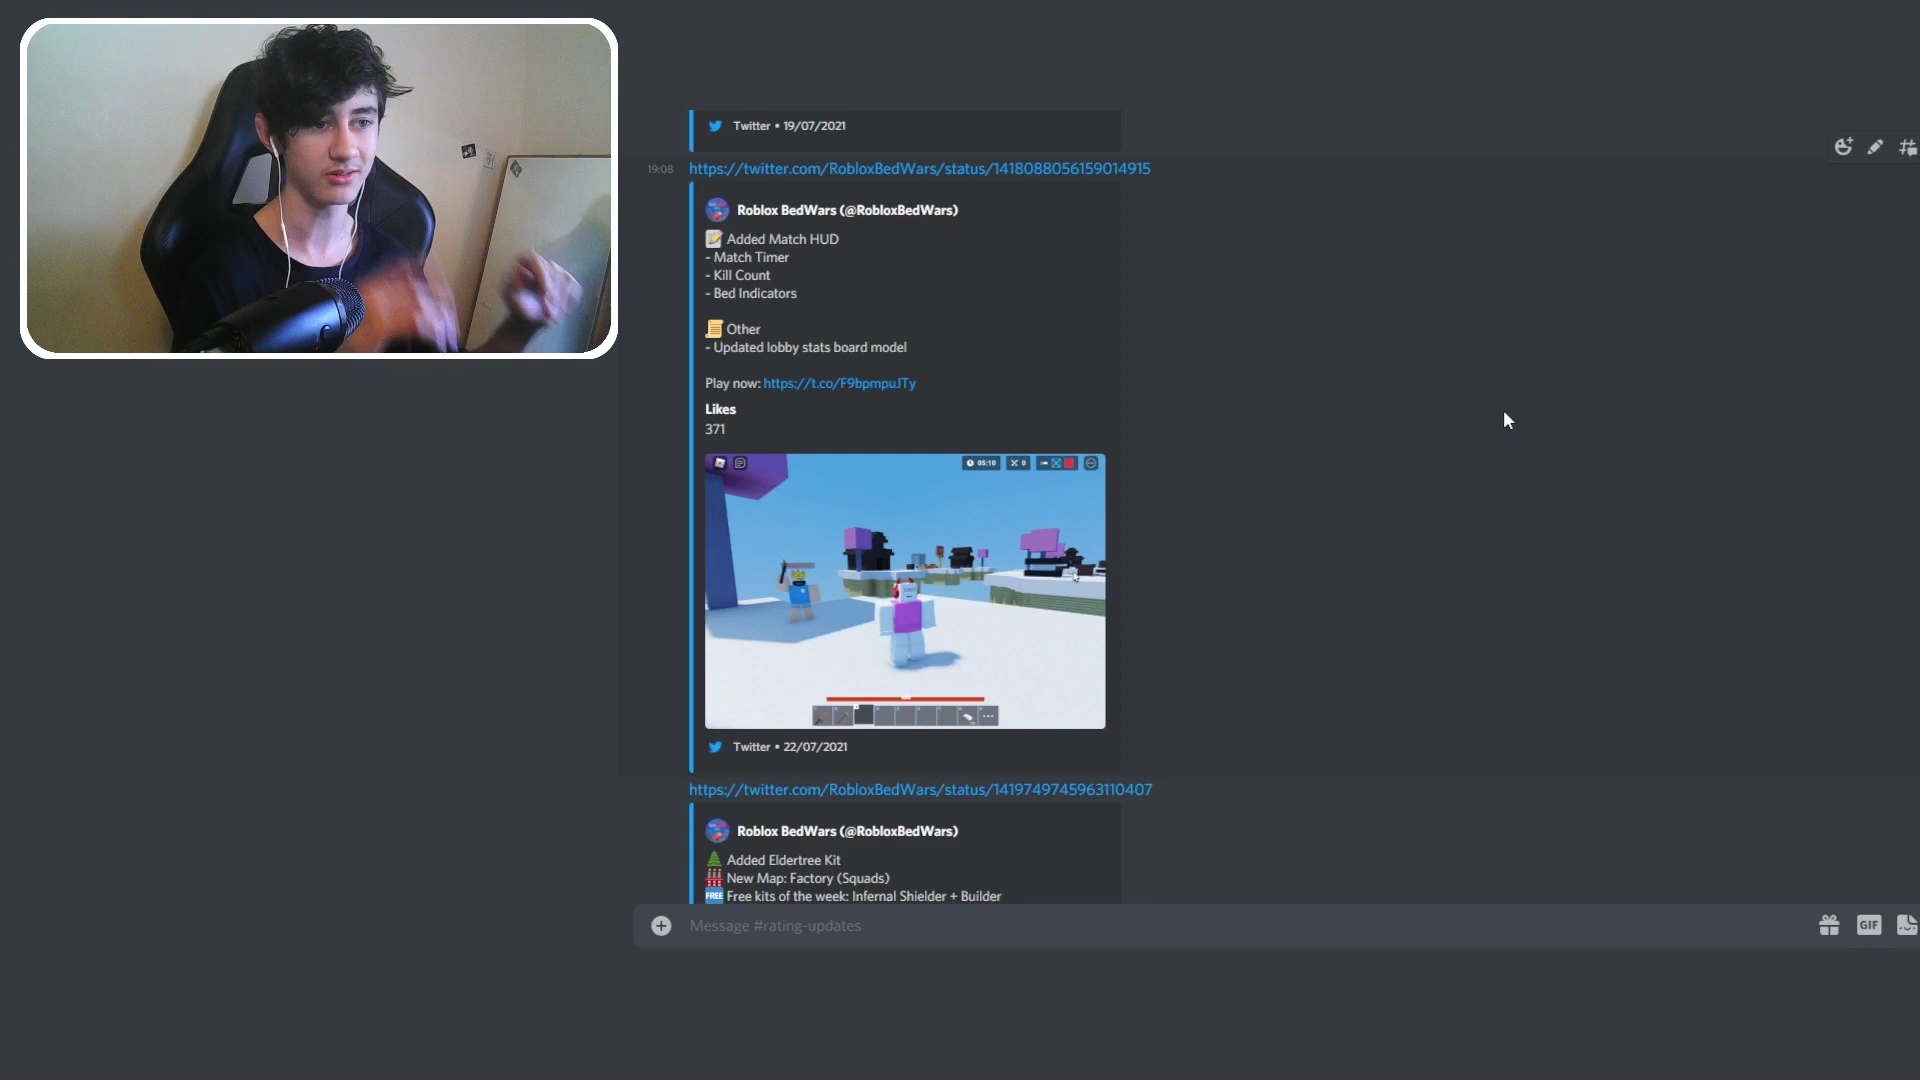 Twitter • 19/07/2021
19:08
https://twitter.com/RobloxBedWars/status/1418088056159014915
Roblox BedWars (@RobloxBedWars)
Added Match HUD
- Match Timer
- Kill Count
- Bed Indicators
Other
- Updated lobby stats board model
Play now: https://t.co/F9bpmpuJTy
Likes
371
05:10
0
Twitter • 22/07/2021
https://twitter.com/RobloxBedWars/status/1419749745963110407
Roblox BedWars (@RobloxBedWars)
Added Eldertree Kit
New Map: Factory (Squads)
FREE Free kits of the week: Infernal Shielder + Builder
Message #rating-updates
GIF